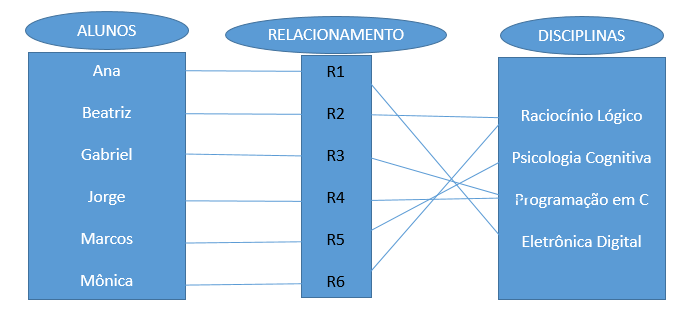 ALUNOS
RELACIONAMENTO
DISCIPLINAS
Ana
Beatriz
Gabriel
Jorge
Marcos
Mônica
R1
R2
R3
R4
R5
R6
Raciocínio Lógico
Psicologia Cognitiva
Programação em C
Eletrônica Digital